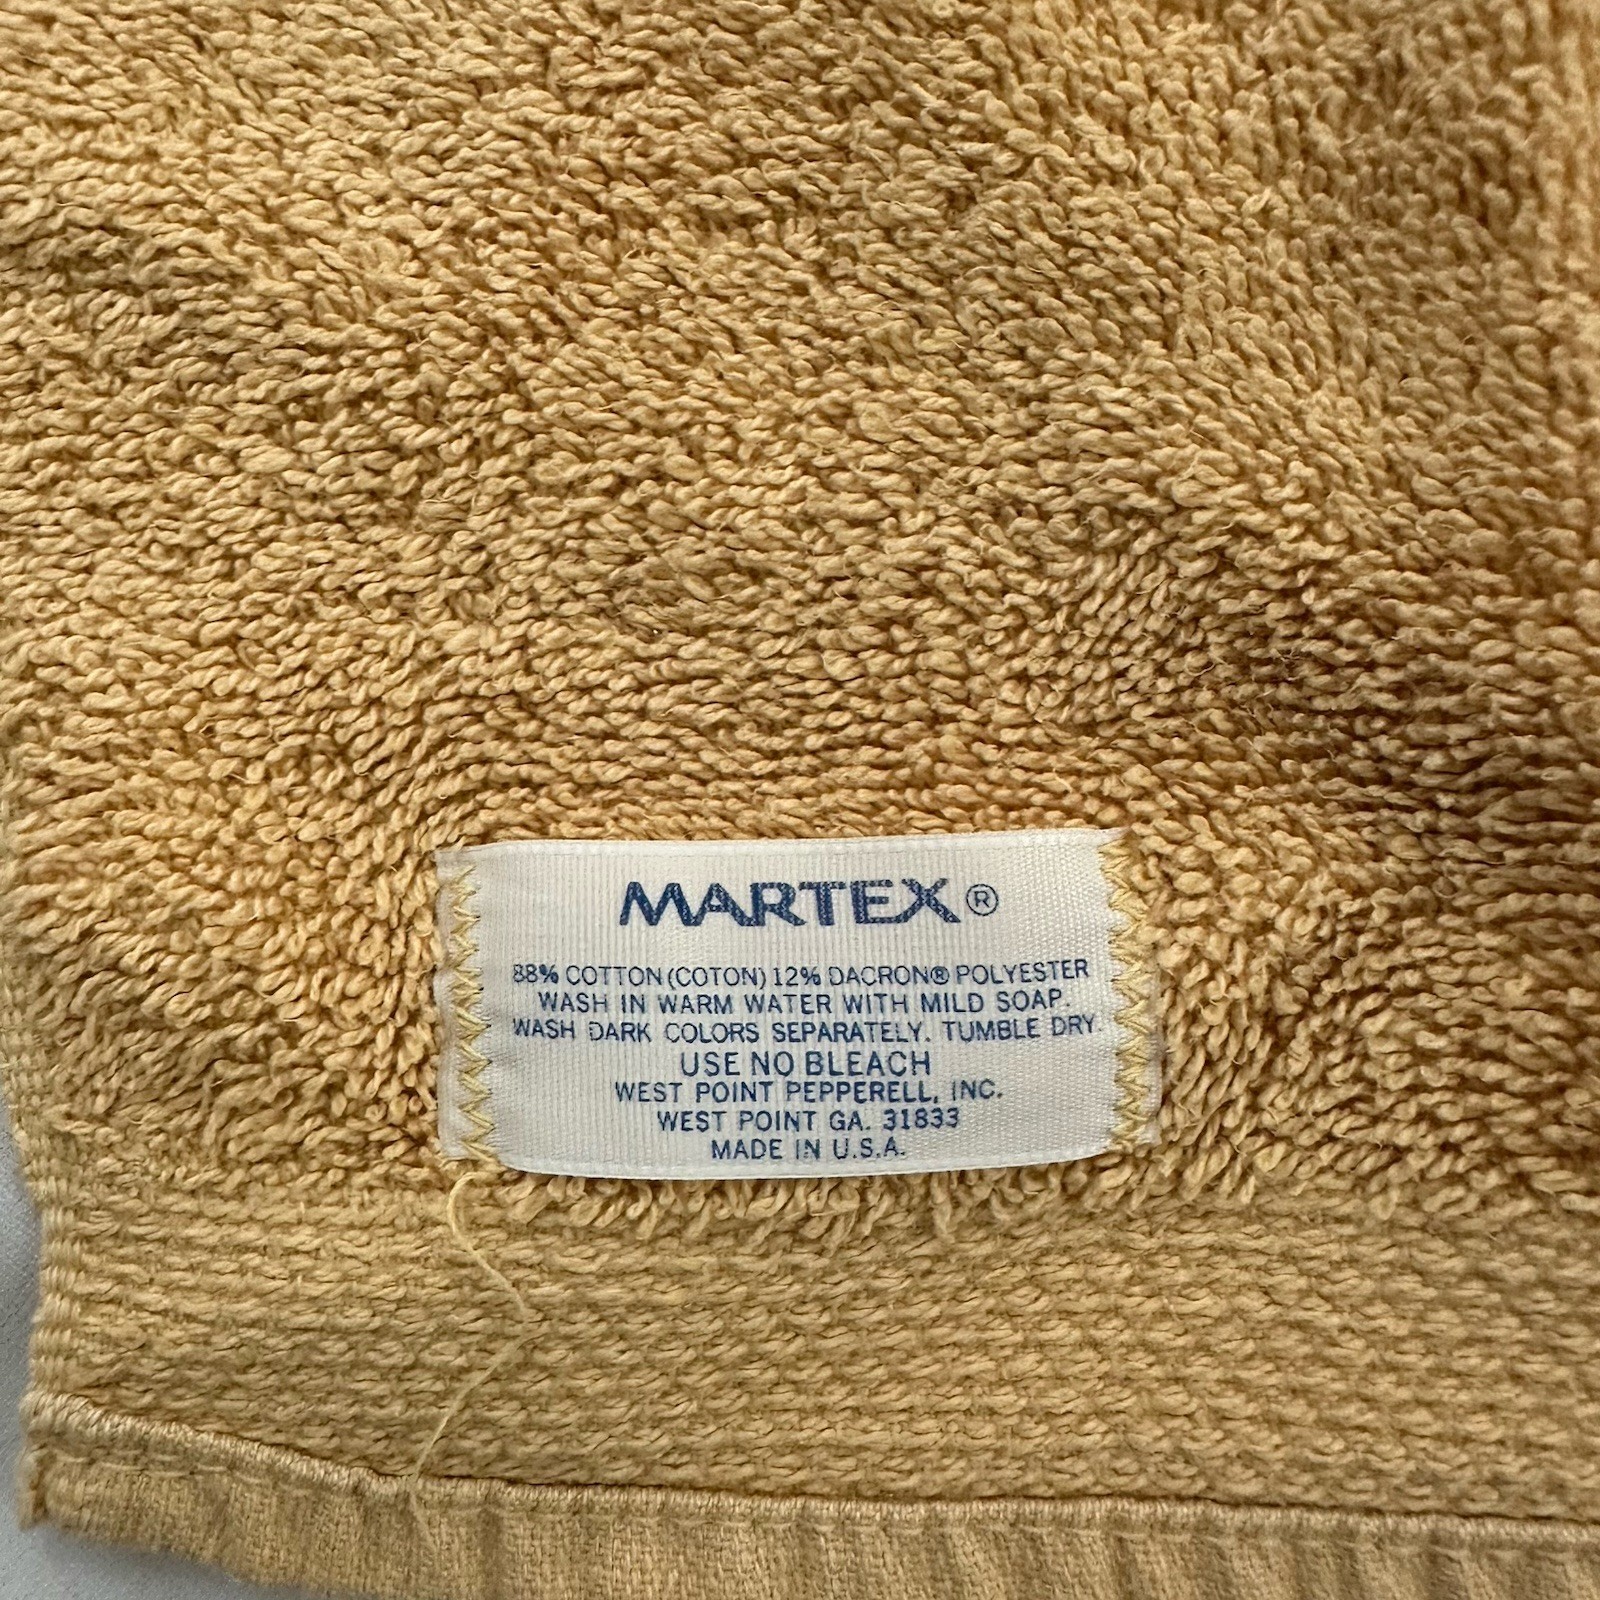 MARTEX®
88% COTTON (COTON) 12% DACRON® POLYESTER
WASH IN WARM WATER WITH MILD SOAP.
WASH DARK COLORS SEPARATELY. TUMBLE DRY
USE NO BLEACH
WEST POINT PEPPERELL, INC.
WEST POINT GA. 31833
MADE IN U.S.A.